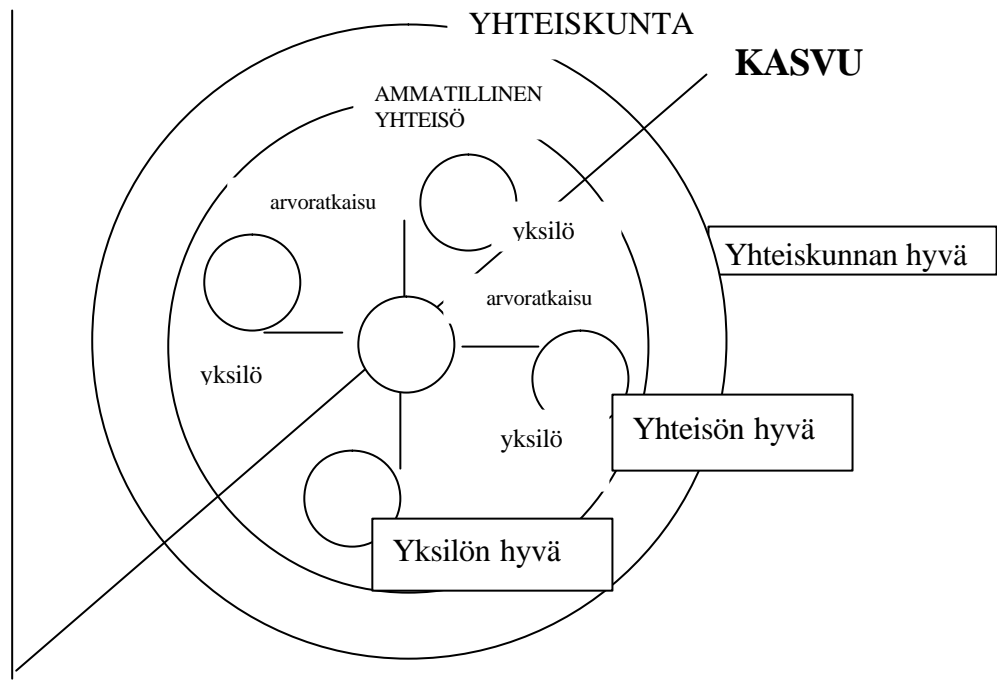 YHTEISKUNTA
KASVU
AMMATILLINEN
YHTEISÖ
arvoratkaisu
yksilö
Yhteiskunnan hyvä
arvoratkaisu
yksilö
Yhteisön hyvä
yksilö
Yksilön hyvä